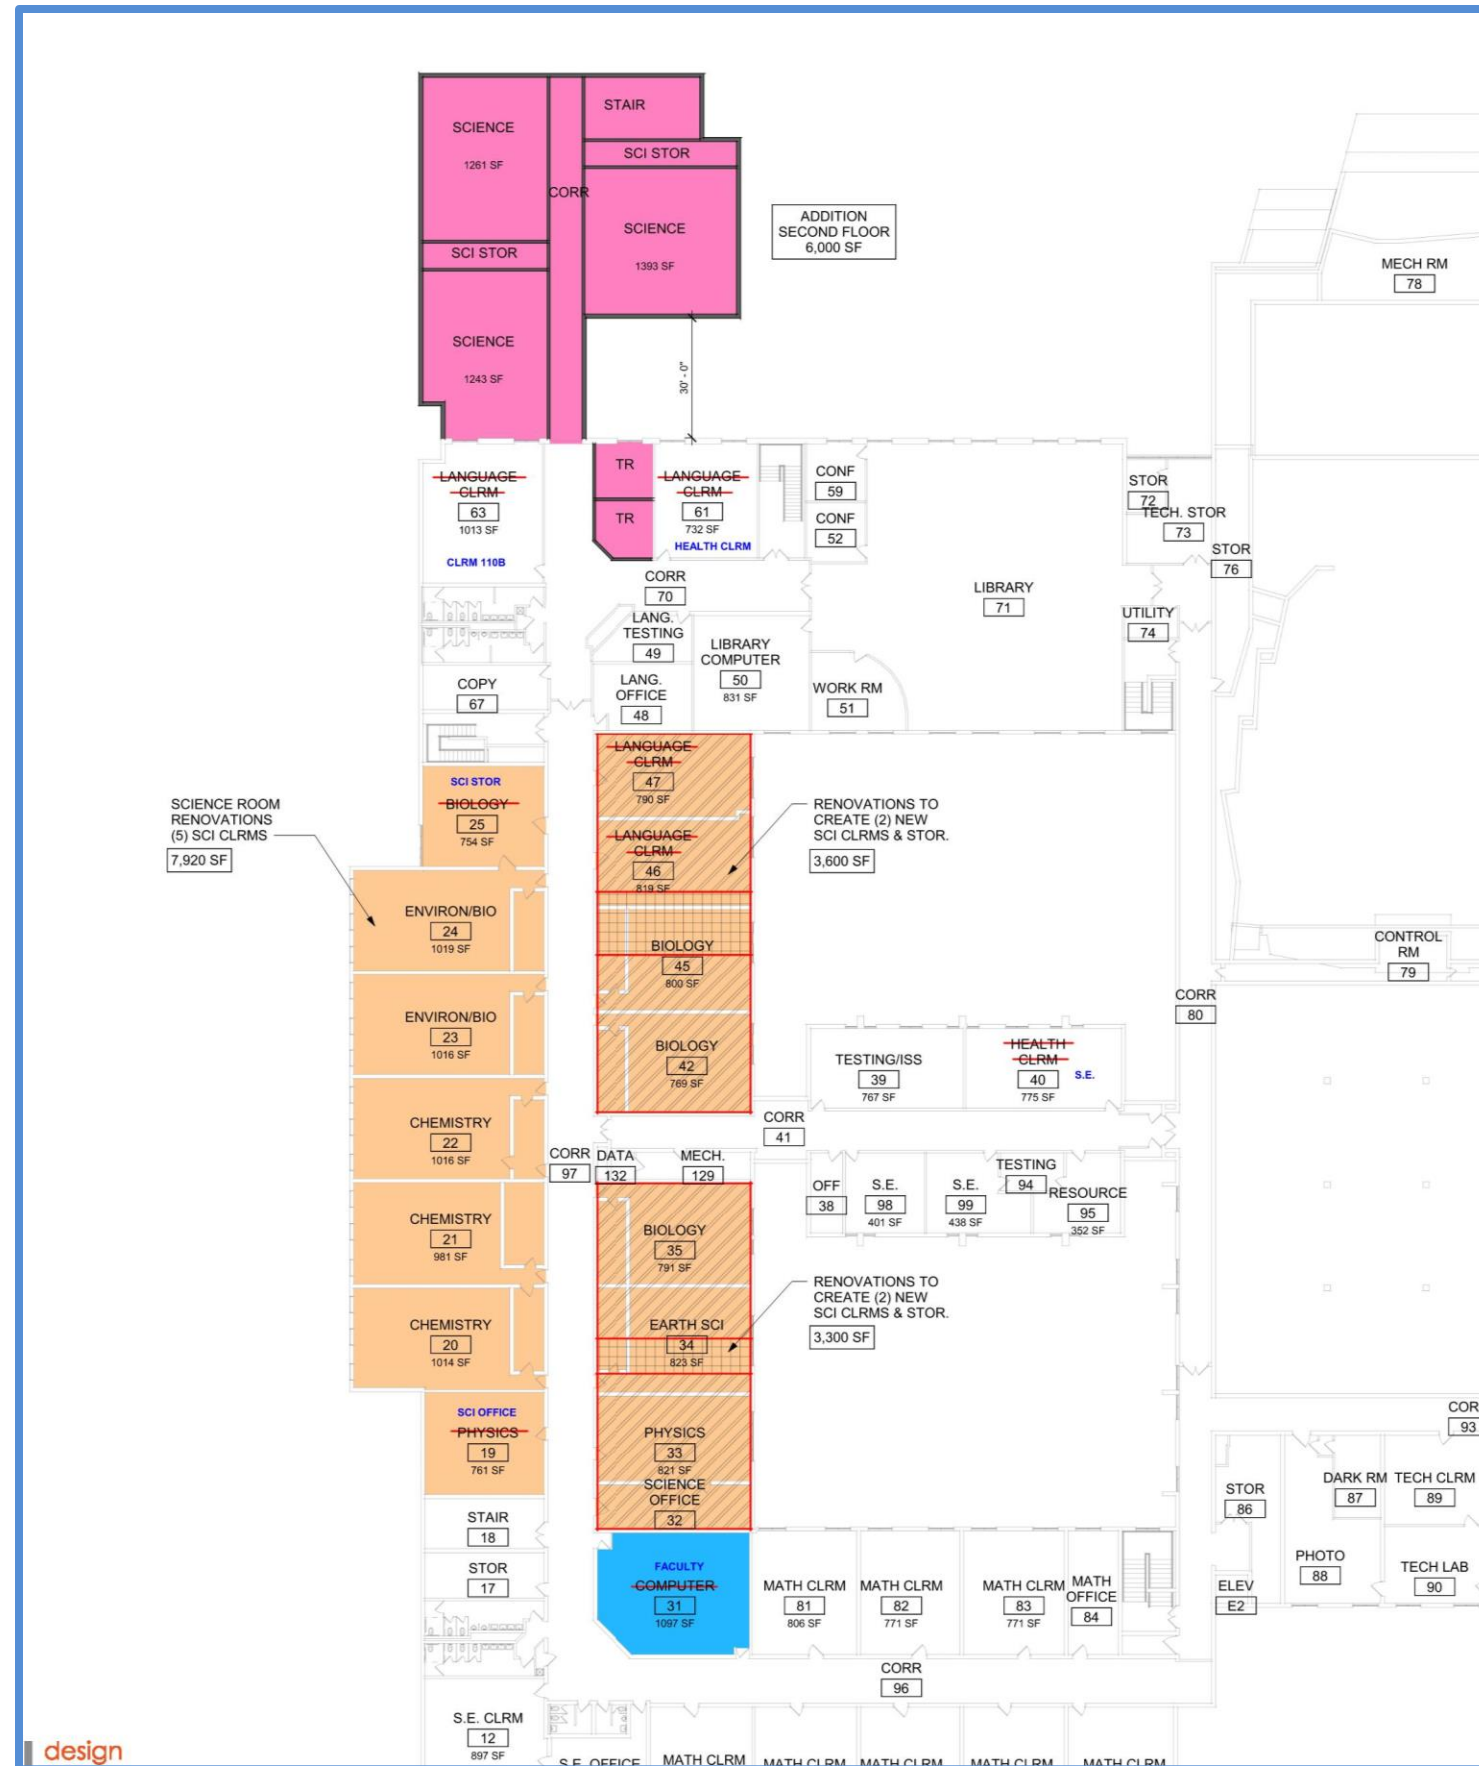 STAIR
SCIENCE
1261 SF
SCI STOR
CORR
SCIENCE
1393 SF
ADDITION
SECOND FLOOR
6,000 SF
SCI STOR
SCIENCE
1243 SF
30' - 0"
MECH RM
78
LANGUAGE
CLRM
63
1013 SF
CLRM 110B
TR
TR
LANGUAGE
CLRM
61
732 SF
HEALTH CLRM
CONF
59
CONF
52
STOR
72
TECH. STOR
73
STOR
76
CORR
70
LIBRARY
71
UTILITY
74
LANG.
TESTING
49
LIBRARY
COMPUTER
50
831 SF
COPY
67
LANG.
OFFICE
48
WORK RM
51
SCIENCE ROOM
RENOVATIONS
(5) SCI CLRMS
7,920 SF
SCI STOR
BIOLOGY
25
754 SF
LANGUAGE
CLRM
47
790 SF
LANGUAGE
CLRM
46
819 SF
RENOVATIONS TO
CREATE (2) NEW
SCI CLRMS & STOR.
3,600 SF
ENVIRON/BIO
24
1019 SF
BIOLOGY
45
800 SF
CONTROL
RM
79
CORR
80
ENVIRON/BIO
23
1016 SF
BIOLOGY
42
769 SF
TESTING/ISS
39
767 SF
HEALTH
CLRM
40
775 SF
S.E.
CHEMISTRY
22
1016 SF
CORR
41
CORR
97
DATA
132
MECH.
129
OFF
38
S.E.
98
401 SF
S.E.
99
438 SF
TESTING
94
RESOURCE
95
352 SF
CHEMISTRY
21
981 SF
BIOLOGY
35
791 SF
RENOVATIONS TO
CREATE (2) NEW
SCI CLRMS & STOR.
3,300 SF
CHEMISTRY
20
1014 SF
EARTH SCI
34
823 SF
SCI OFFICE
PHYSICS
19
761 SF
PHYSICS
33
821 SF
SCIENCE
OFFICE
32
COR
93
STOR
86
DARK RM
87
TECH CLRM
89
STAIR
18
STOR
17
FACULTY
COMPUTER
31
1097 SF
MATH CLRM
81
806 SF
MATH CLRM
82
771 SF
MATH CLRM
83
771 SF
MATH
OFFICE
84
ELEV
E2
PHOTO
88
TECH LAB
90
CORR
96
S.E. CLRM
12
897 SF
S.E. OFFICE
MATH CLRM
MATH CLRM
MATH CLRM
MATH CLRM
MATH CLRM
design